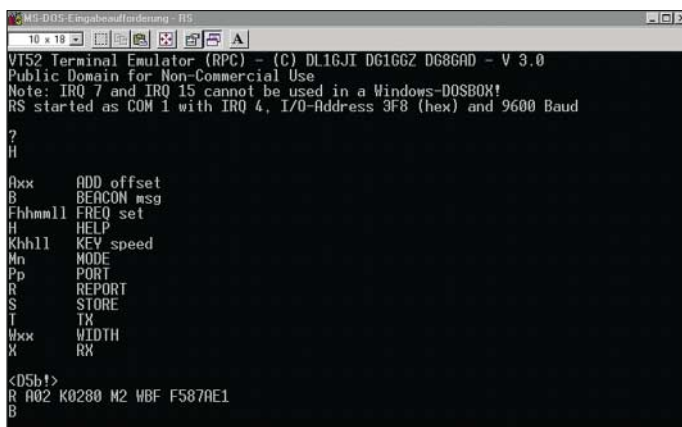 MS-DOS-Eingabeaufforderung - RS
10 x 18
A
VT52 Terminal Emulator (RPC) - (C) DL1GJI DG1GGZ DG8GAD - V 3.0
Public Domain for Non-Commercial Use
Note: IRQ 7 and IRQ 15 cannot be used in a Windows-DOSBOX!
RS started as COM 1 with IRQ 4, I/O-Address 3F8 (hex) and 9600 Baud
?
H
Axx ADD offset
B BEACON msg
Fhhmmll FREQ set
H HELP
Khhll KEY speed
Mn MODE
Pp PORT
R REPORT
S STORE
T TX
Wxx WIDTH
X RX
<D5b!>
R A02 K0280 M2 WBF F587AE1
B